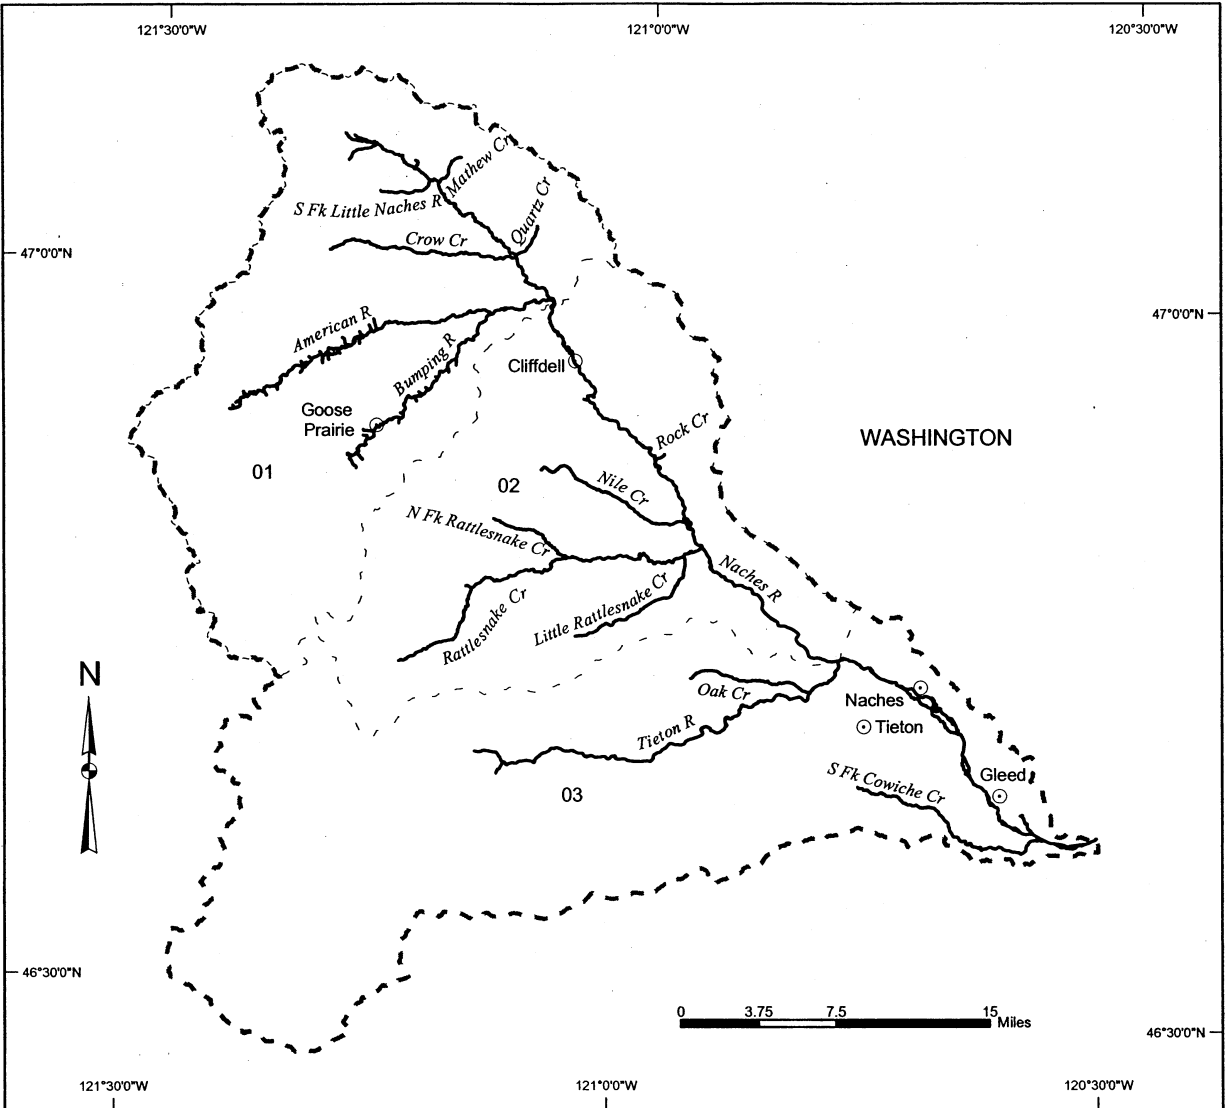 121°30'0"W
121°0'0"W
120°30'0"W
Mathew Cr
S Fk Little Naches R
Quartz Cr
Crow Cr
47°0'0"N
47°0'0"N
American R
Bumping R
Cliffdell
Goose
Prairie
Rock Cr
WASHINGTON
01
02
Nile Cr
N Fk Rattlesnake Cr
Naches R
Rattlesnake Cr
Little Rattlesnake Cr
N
Oak Cr
Naches
Tieton
Tieton R
Gleed
S Fk Cowiche Cr
03
46°30'0"N
0 3.75 7.5 15
Miles
46°30'0"N
121°30'0"W
121°0'0"W
120°30'0"W